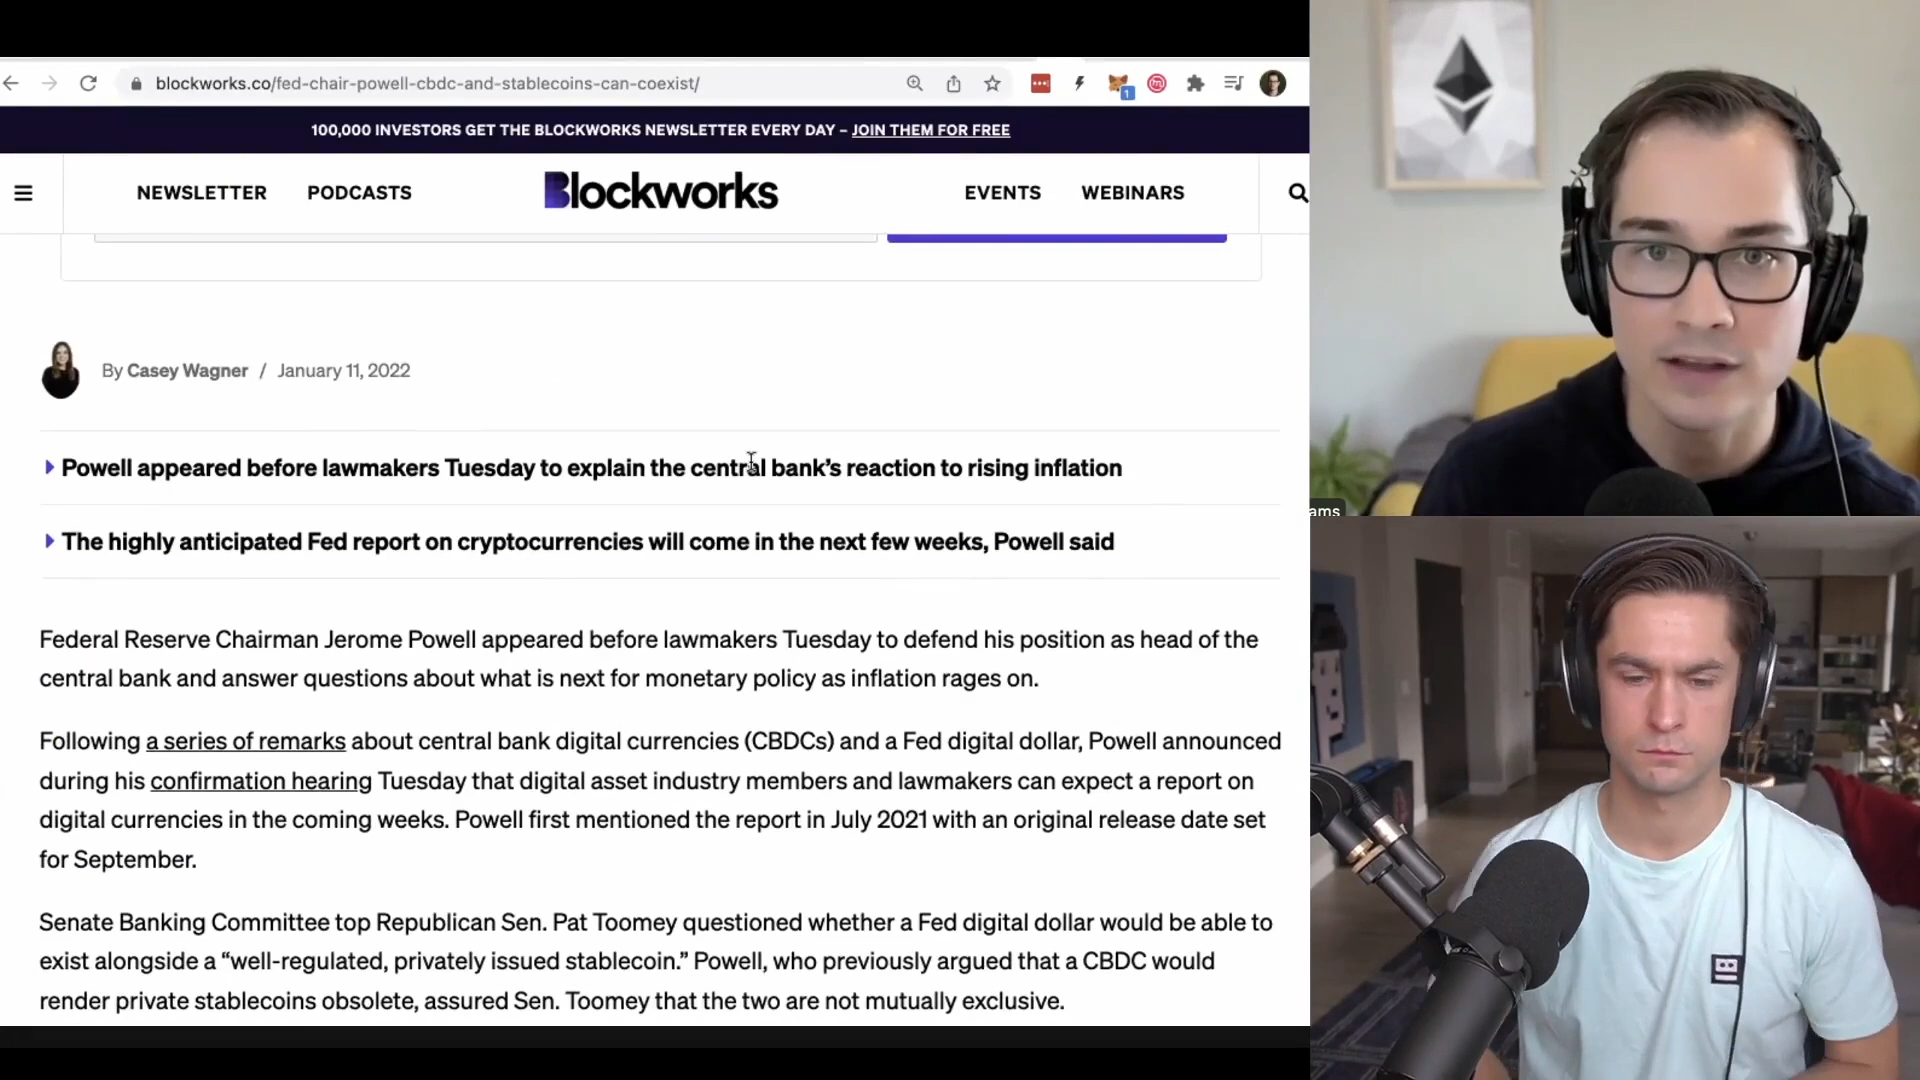 blockworks.co/fed-chair-powell-cbdc-and-stablecoins-can-coexist/
1
100,000 INVESTORS GET THE BLOCKWORKS NEWSLETTER EVERY DAY – JOIN THEM FOR FREE
NEWSLETTER PODCASTS Blockworks EVENTS WEBINARS
By Casey Wagner / January 11, 2022
Powell appeared before lawmakers Tuesday to explain the central bank’s reaction to rising inflation
ams
The highly anticipated Fed report on cryptocurrencies will come in the next few weeks, Powell said
Federal Reserve Chairman Jerome Powell appeared before lawmakers Tuesday to defend his position as head of the
central bank and answer questions about what is next for monetary policy as inflation rages on.
Following a series of remarks about central bank digital currencies (CBDCs) and a Fed digital dollar, Powell announced
during his confirmation hearing Tuesday that digital asset industry members and lawmakers can expect a report on
digital currencies in the coming weeks. Powell first mentioned the report in July 2021 with an original release date set
for September.
Senate Banking Committee top Republican Sen. Pat Toomey questioned whether a Fed digital dollar would be able to
exist alongside a “well-regulated, privately issued stablecoin.” Powell, who previously argued that a CBDC would
render private stablecoins obsolete, assured Sen. Toomey that the two are not mutually exclusive.